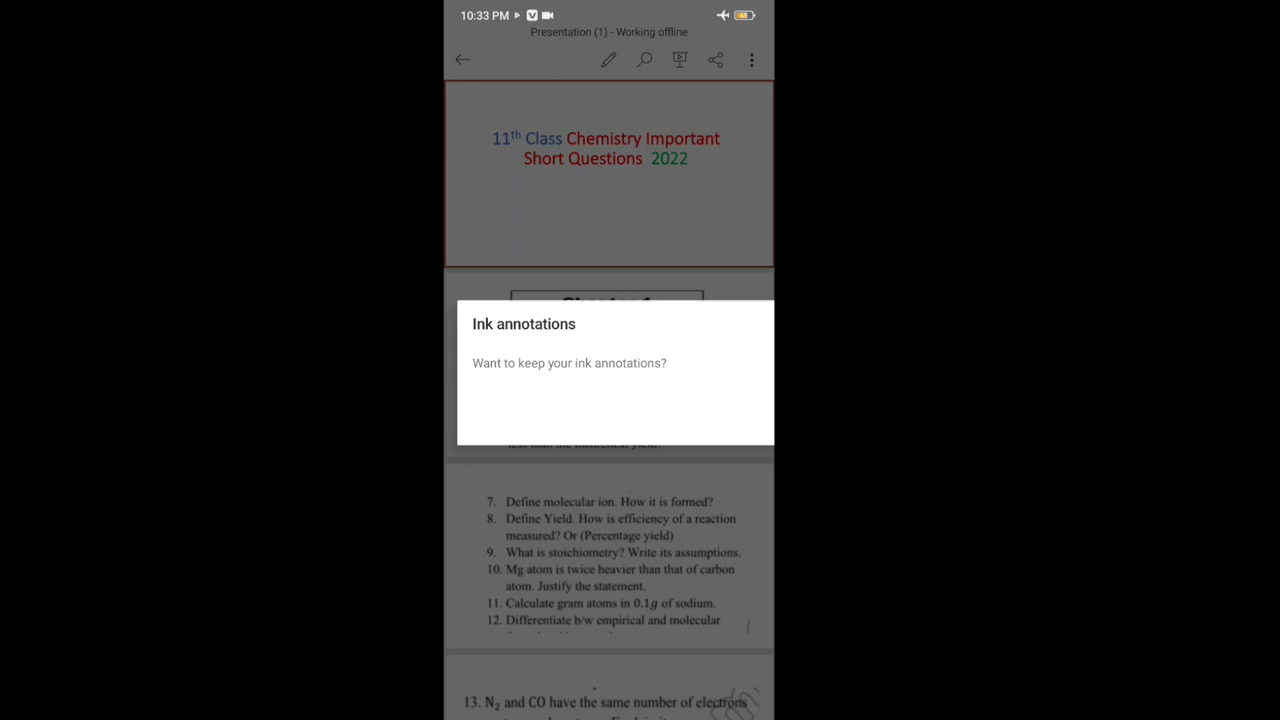 10:33 PM
Presentation (1) - Working offline
11th Class Chemistry Important
Short Questions 2022
Ink annotations
Want to keep your ink annotations?
7. Define molecular ion. How it is formed?
8. Define Yield. How is efficiency of a reaction
measured? Or (Percentage yield)
9. What is stoichiometry? Write its assumptions.
10. Mg atom is twice heavier than that of carbon
atom. Justify the statement.
11. Calculate gram atoms in 0.1g of sodium.
12. Differentiate b/w empirical and molecular
13. N₂ and CO have the same number of electrons